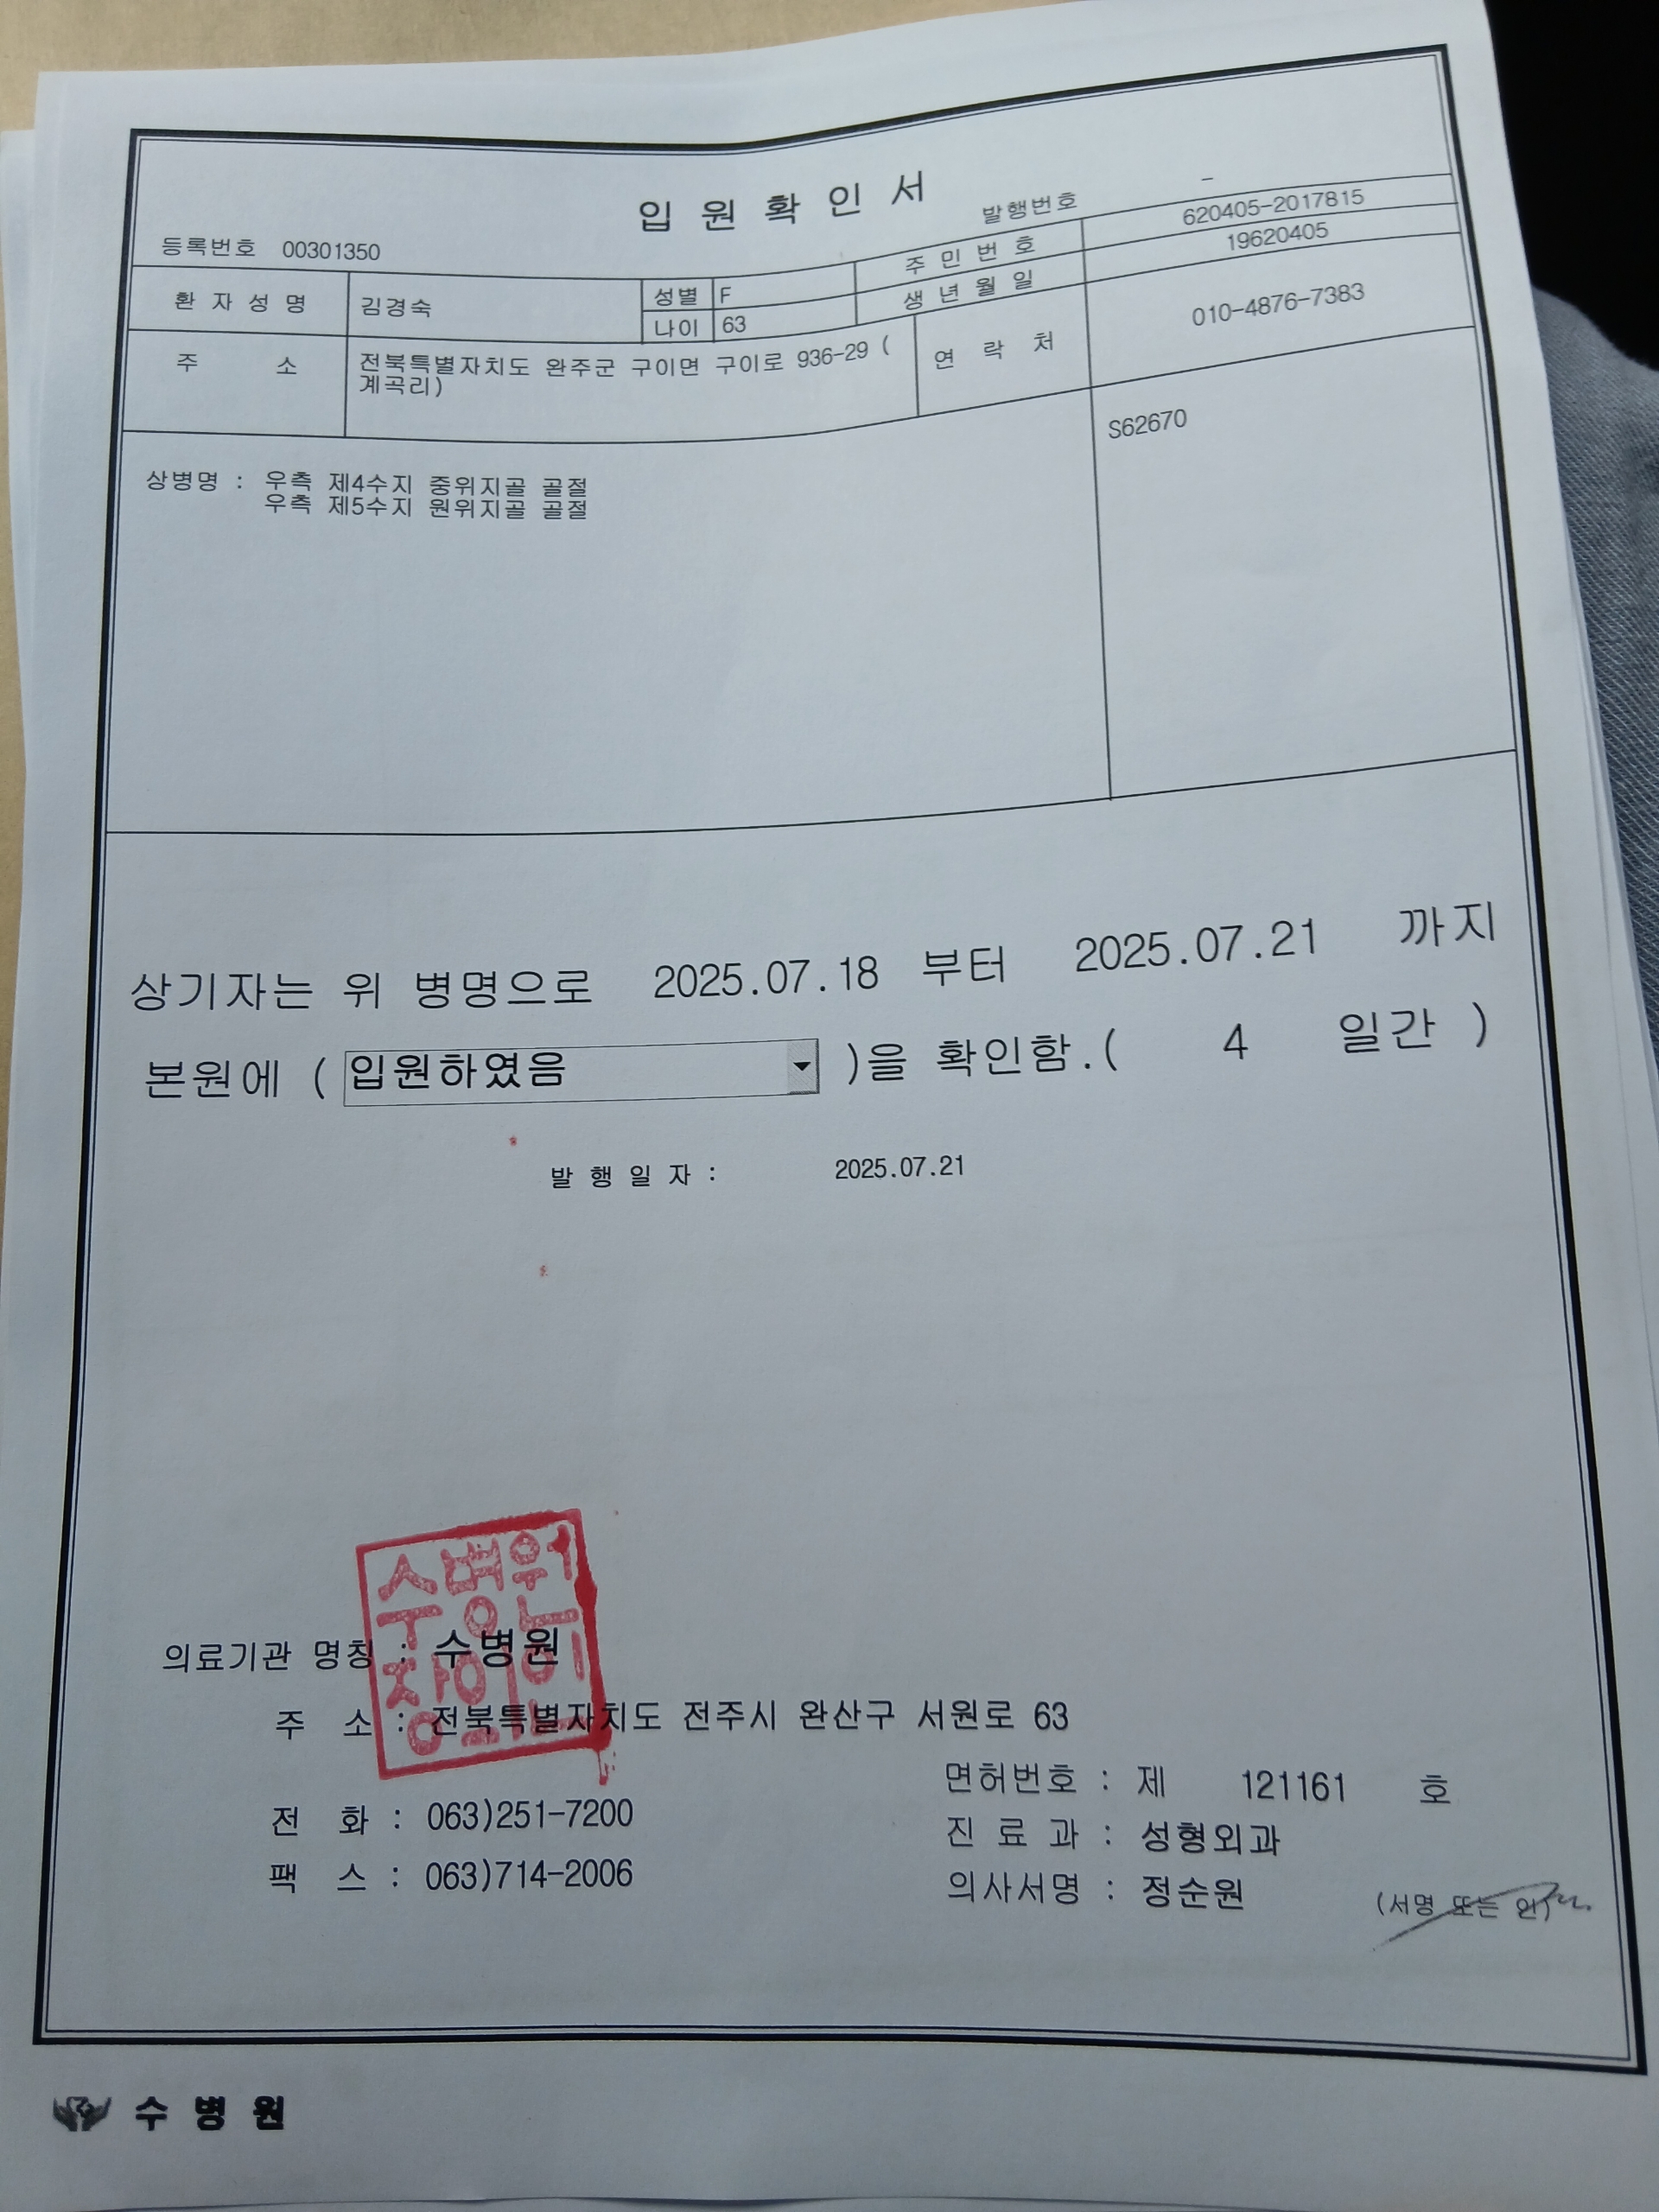 입 원 확 인 서
등록번호 00301350
발행번호 -
환 자 성 명 김경숙 성별 F 주 민 번 호 620405-2017815
나이 63 생 년 월 일 19620405
주 소 전북특별자치도 완주군 구이면 구이로 936-29 ( 연 락 처 010-4876-7383
계곡리)
상병명 : 우측 제4수지 중위지골 골절 S62670
우측 제5수지 원위지골 골절
상기자는 위 병명으로 2025.07.18 부터 2025.07.21 까지
본원에 ( 입원하였음 )을 확인함.( 4 일간 )
발 행 일 자 : 2025.07.21
수병원
장의인
의료기관 명칭 : 수병원
주 소 : 전북특별자치도 전주시 완산구 서원로 63
면허번호 : 제 121161 호
전 화 : 063)251-7200
진 료 과 : 성형외과
팩 스 : 063)714-2006
의사서명 : 정순원 (서명 또는 인)
수 병 원